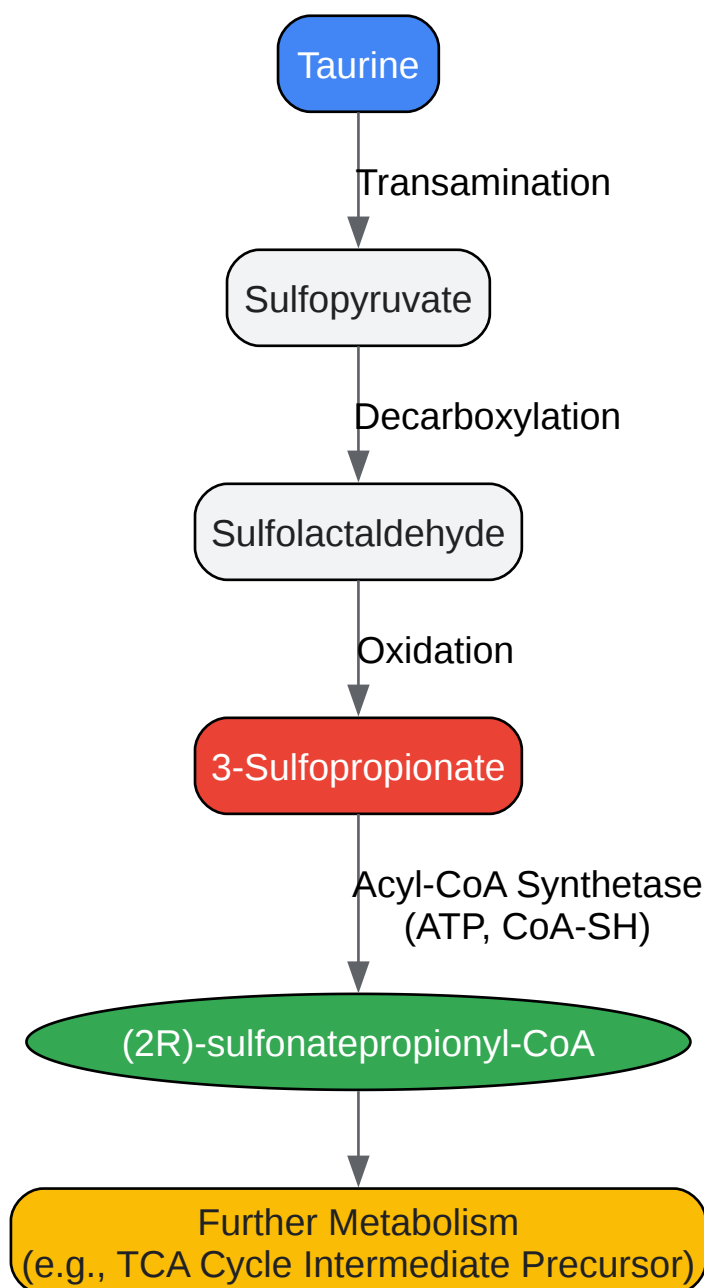 Taurine
Transamination
Sulfopyruvate
Decarboxylation
Sulfolactaldehyde
Oxidation
3-Sulfopropionate
Acyl-CoA Synthetase
(ATP, CoA-SH)
(2R)-sulfonatepropionyl-CoA
Further Metabolism
(e.g., TCA Cycle Intermediate Precursor)